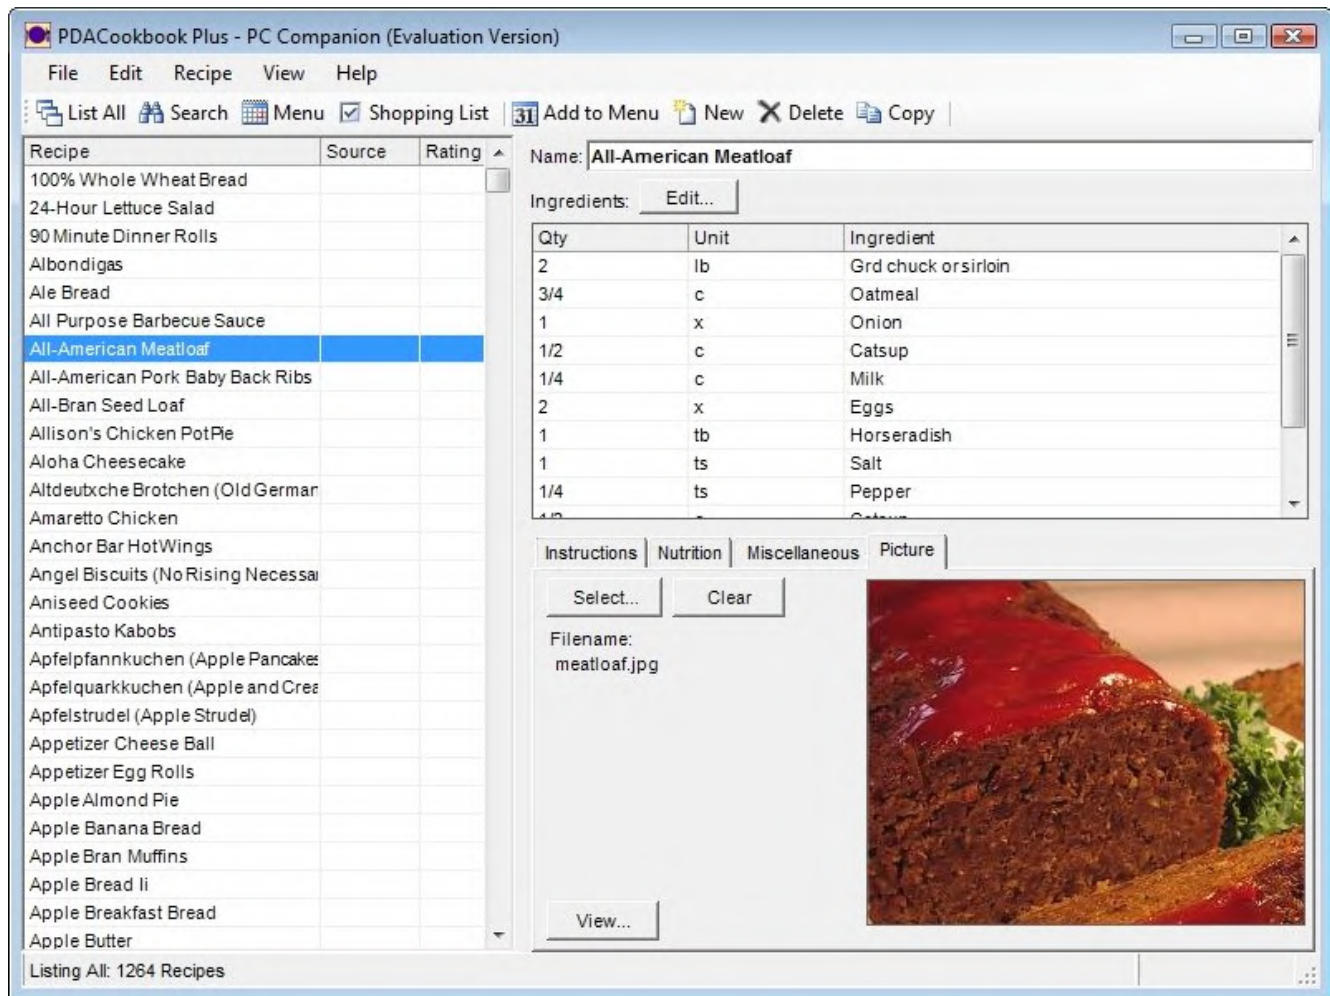 PDACookbook Plus - PC Companion (Evaluation Version)
File Edit Recipe View Help
List All Search Menu Shopping List 31 Add to Menu New Delete Copy
Recipe Source Rating
100% Whole Wheat Bread
24-Hour Lettuce Salad
90 Minute Dinner Rolls
Albondigas
Ale Bread
All Purpose Barbecue Sauce
All-American Meatloaf
All-American Pork Baby Back Ribs
All-Bran Seed Loaf
Allison's Chicken Pot Pie
Aloha Cheesecake
Altdeutxche Brotchen (Old German
Amaretto Chicken
Anchor Bar Hot Wings
Angel Biscuits (No Rising Necessar
Aniseed Cookies
Antipasto Kabobs
Apfelpfannkuchen (Apple Pancakes
Apfelquarkkuchen (Apple and Crea
Apfelstrudel (Apple Strudel)
Appetizer Cheese Ball
Appetizer Egg Rolls
Apple Almond Pie
Apple Banana Bread
Apple Bran Muffins
Apple Bread Ii
Apple Breakfast Bread
Apple Butter
Name: All-American Meatloaf
Ingredients: Edit...
Qty Unit Ingredient
2 lb Grd chuck or sirloin
3/4 c Oatmeal
1 x Onion
1/2 c Catsup
1/4 c Milk
2 x Eggs
1 tb Horseradish
1 ts Salt
1/4 ts Pepper
Instructions Nutrition Miscellaneous Picture
Select... Clear
Filename:
meatloaf.jpg
View...
Listing All: 1264 Recipes